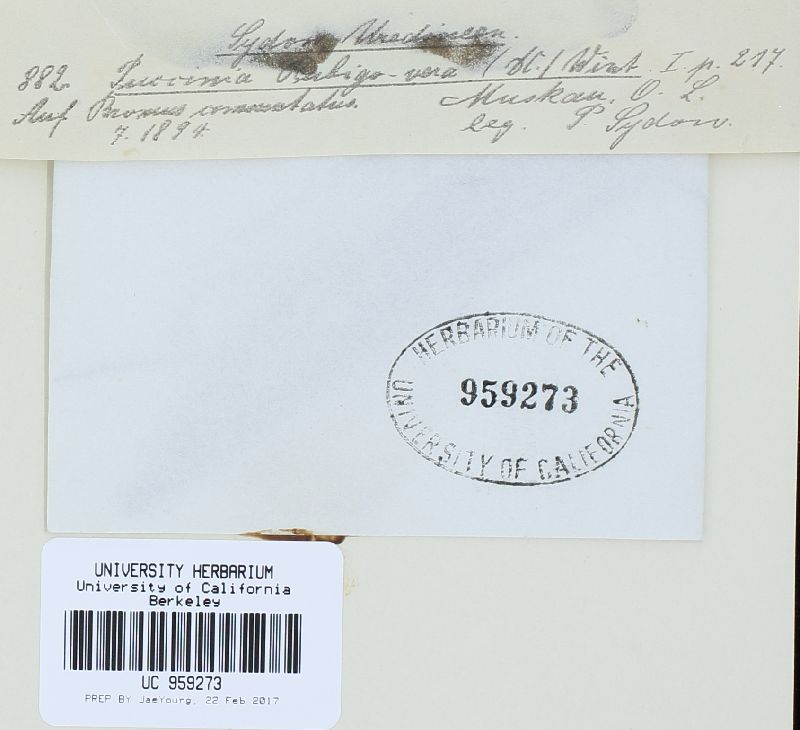 Sydow Uredineen.
882. Puccinia Rubigo-vera (DC.) Wint. I. p. 217.
Auf Bromus commutatus. Muskau, O. L.
7. 1894. leg. P. Sydow.
HERBARIUM OF THE
959273
UNIVERSITY OF CALIFORNIA
UNIVERSITY HERBARIUM
University of California
Berkeley
UC 959273
PREP BY JaeYoung, 22 Feb 2017